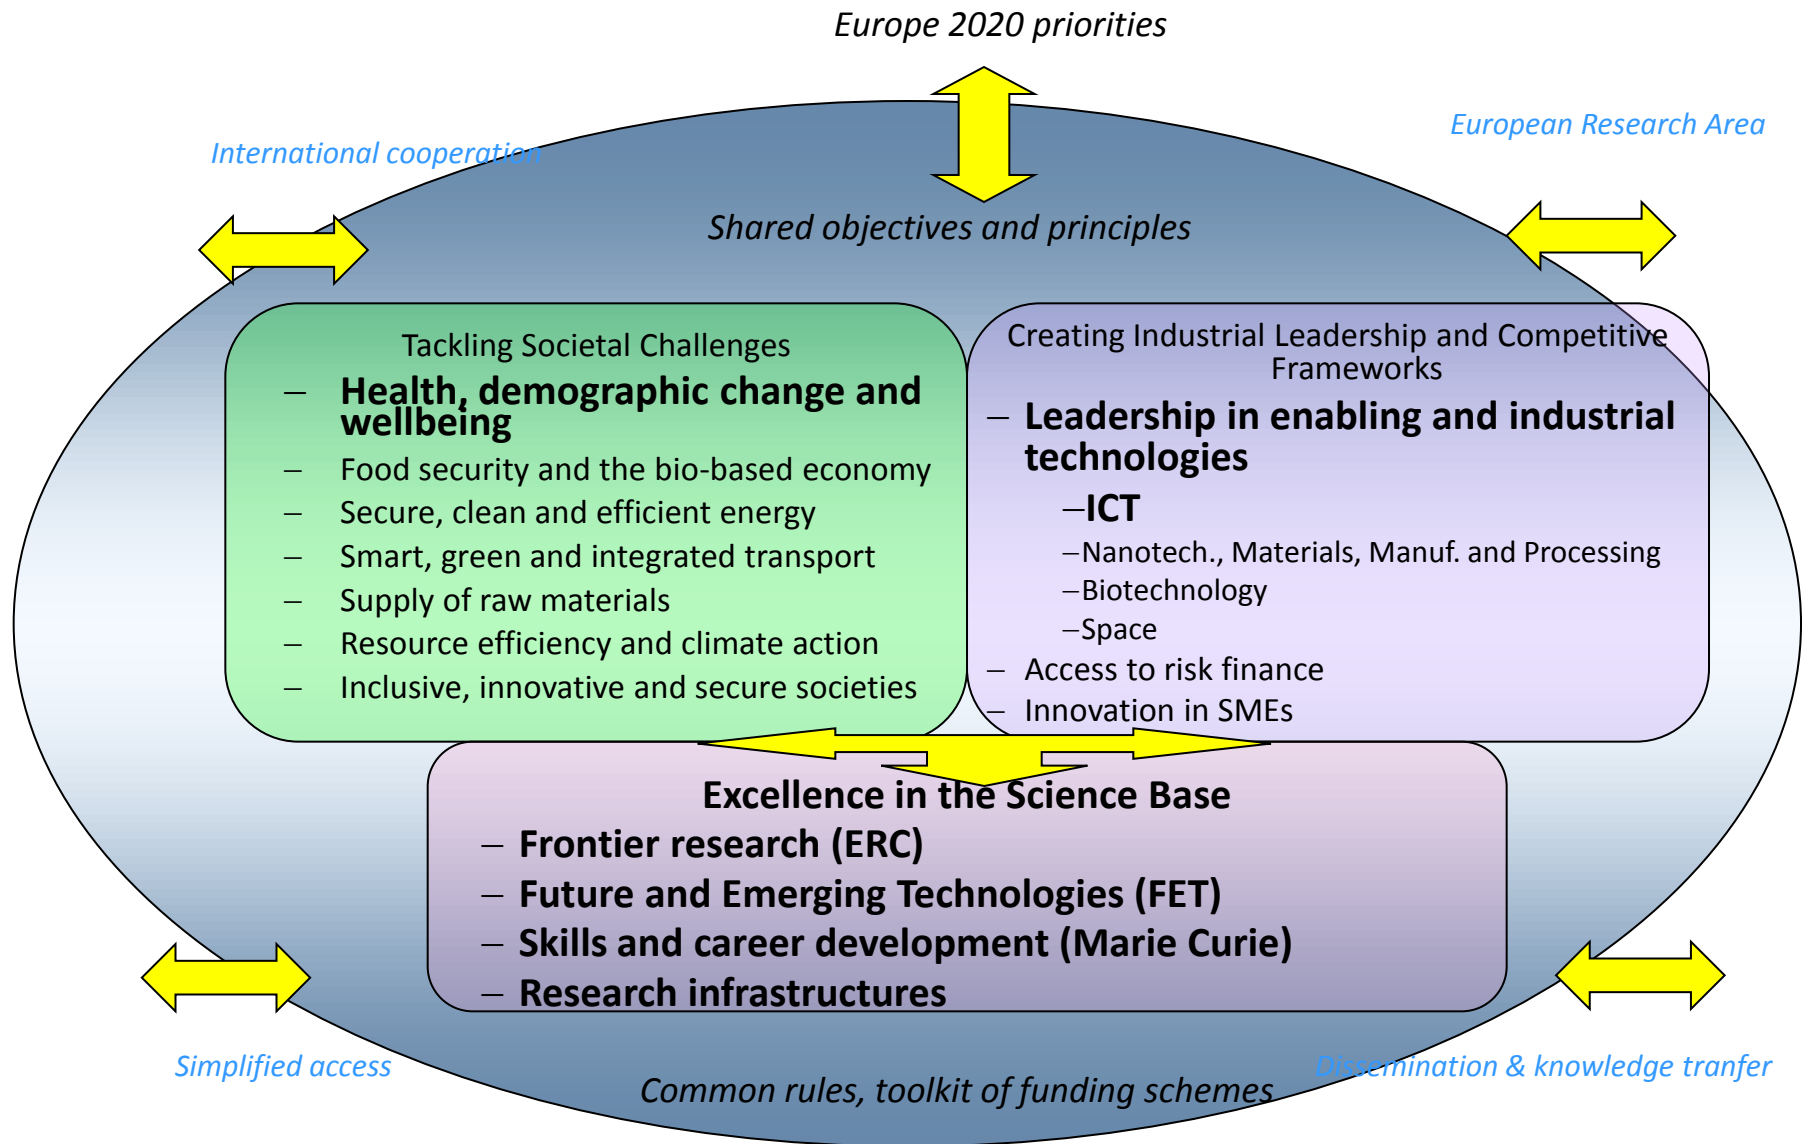 Europe 2020 priorities
European Research Area
International cooperation
Shared objectives and principles
Tackling Societal Challenges
– Health, demographic change and
wellbeing
– Food security and the bio-based economy
– Secure, clean and efficient energy
– Smart, green and integrated transport
– Supply of raw materials
– Resource efficiency and climate action
– Inclusive, innovative and secure societies
Creating Industrial Leadership and Competitive
Frameworks
– Leadership in enabling and industrial
technologies
–ICT
–Nanotech., Materials, Manuf. and Processing
–Biotechnology
–Space
– Access to risk finance
– Innovation in SMEs
Excellence in the Science Base
– Frontier research (ERC)
– Future and Emerging Technologies (FET)
– Skills and career development (Marie Curie)
– Research infrastructures
Simplified access
Dissemination & knowledge tranfer
Common rules, toolkit of funding schemes